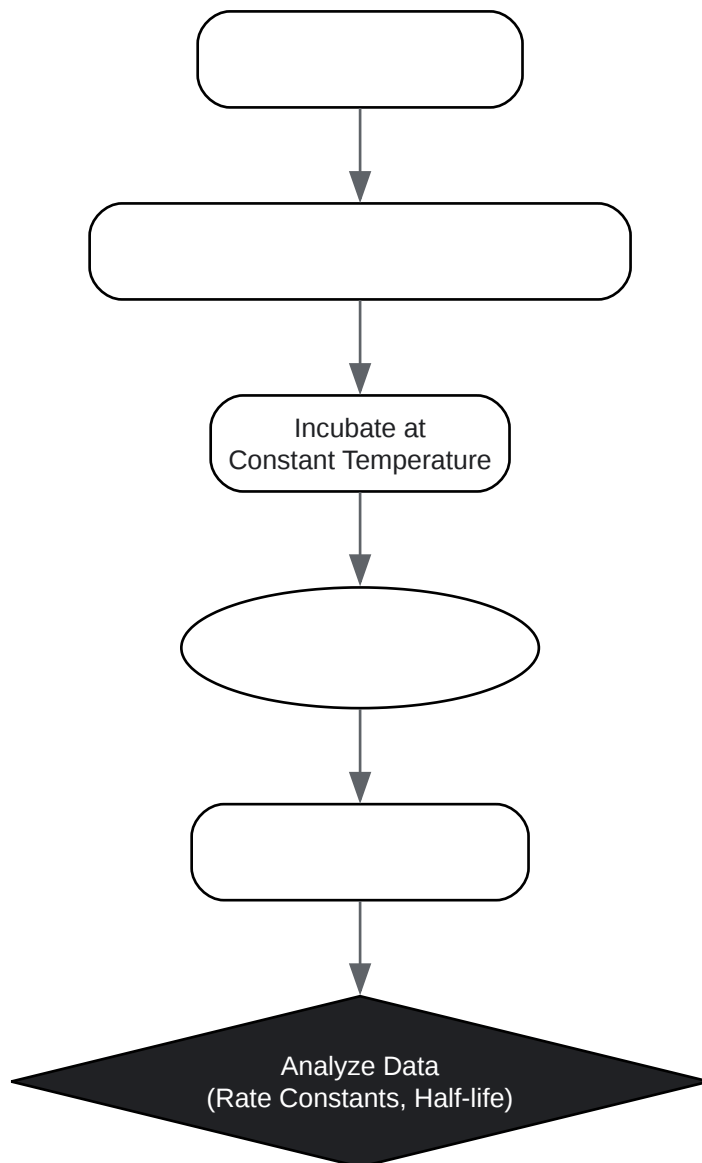 Incubate at
Constant Temperature
Analyze Data
(Rate Constants, Half-life)